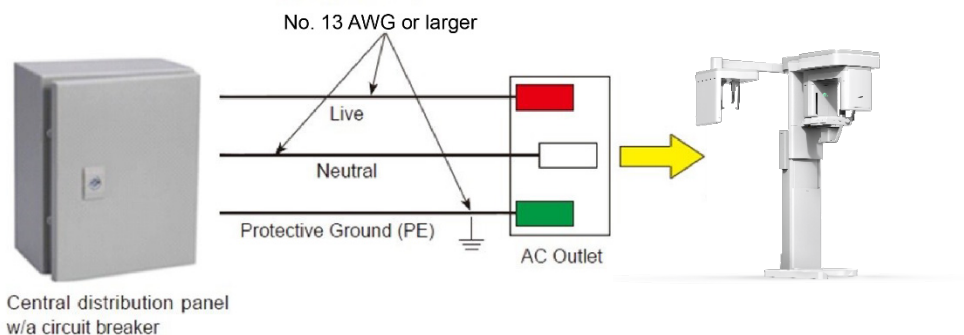 No. 13 AWG or larger
Live
Neutral
Protective Ground (PE)
AC Outlet
Central distribution panel
w/a circuit breaker